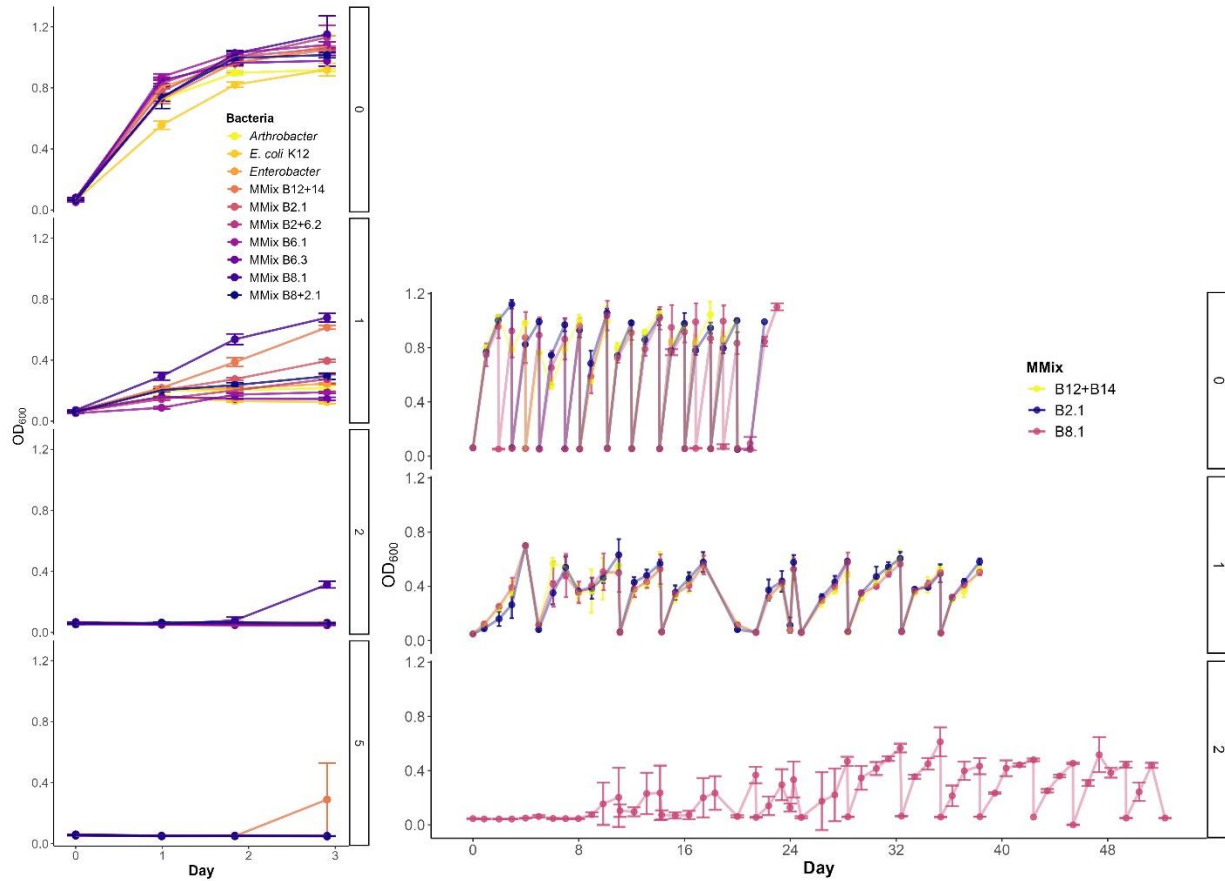 1.2
0.8
0.4
0.0
0
Bacteria
Arthrobacter
E. coli K12
Enterobacter
MMix B12+14
MMix B2.1
MMix B2+6.2
MMix B6.1
MMix B6.3
MMix B8.1
MMix B8+2.1
1.2
0.8
0.4
0.0
1
OD600
1.2
0.8
0.4
0.0
2
1.2
0.8
0.4
0.0
5
0 1 2 3
Day
1.2
0.8
0.4
0.0
0
MMix
B12+B14
B2.1
B8.1
1.2
0.8
0.4
0.0
1
OD600
1.2
0.8
0.4
0.0
2
0 8 16 24 32 40 48
Day